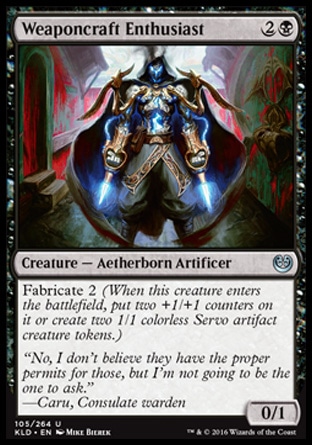 Weaponcraft Enthusiast 2
Creature — Aetherborn Artificer
Fabricate 2 (When this creature enters
the battlefield, put two +1/+1 counters on
it or create two 1/1 colorless Servo artifact
creature tokens.)
“No, I don’t believe they have the proper
permits for those, but I’m not going to be the
one to ask.”
—Caru, Consulate warden
0/1
105/264 U
KLD • EN Mike Bierek
™ & © 2016 Wizards of the Coast